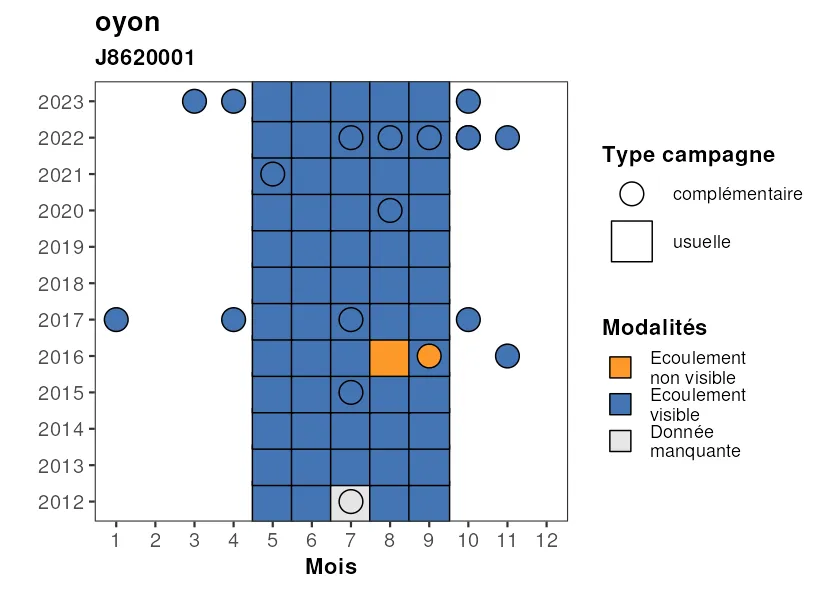 oyon
J8620001
2023
2022
2021
2020
2019
2018
2017
2016
2015
2014
2013
2012
1 2 3 4 5 6 7 8 9 10 11 12
Mois
Type campagne
complémentaire
usuelle
Modalités
Ecoulement
non visible
Ecoulement
visible
Donnée
manquante